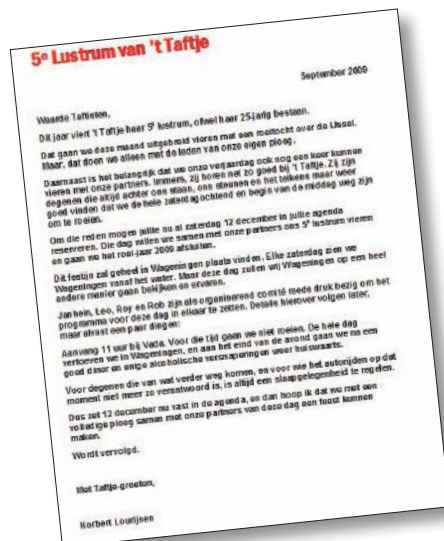 5e Lustrum van 't Taftje
September 2009
Waarde Taftieten,
Dit jaar viert 't Taftje haar 5e lustrum, ofwel haar 25-jarig bestaan.
Dat gaan we deze maand uitgebreid vieren met een roeitocht over de IJssel.
Maar, dat doen we alleen met de leden van onze eigen ploeg.
Daarnaast is het belangrijk dat we onze verjaardag ook nog een keer kunnen
vieren met onze partners. Immers, zij horen net zo goed bij 't Taftje. Zij zijn
degenen die altijd achter ons staan, ons steunen en het telkens maar weer
goed vinden dat we de hele zaterdagochtend en begin van de middag weg zijn
om te roeien.
Om die reden mogen jullie nu al zaterdag 12 december in jullie agenda
reserveren. Die dag willen we samen met onze partners ons 5e lustrum vieren
en gaan we het roei-jaar 2009 afsluiten.
Dit festijn zal geheel in Wageningen plaats vinden. Elke zaterdag zien we
Wageningen vanaf het water. Maar deze dag zullen wij Wageningen op een heel
andere manier gaan bekijken en ervaren.
Janhein, Leo, Roy en Rob zijn als organiserend comité reeds druk bezig om het
programma voor deze dag in elkaar te zetten. Details hierover volgen later,
maar alvast een paar dingen:
Aanvang 11 uur bij Vada. Voor die tijd gaan we niet roeien. De hele dag
vertoeven we in Wageningen, en aan het eind van de avond gaan we na een
goed diner en enige alcoholische versnaperingen weer huiswaarts.
Voor degenen die van wat verder weg komen, en voor wie het autorijden op dat
moment niet meer zo verantwoord is, is altijd een slaapgelegenheid te regelen.
Dus zet 12 december nu vast in de agenda, en dan hoop ik dat we met een
volledige ploeg samen met onze partners van deze dag een feest kunnen
maken.
Wordt vervolgd.
Met Taftje-groeten,
Norbert Lourijsen